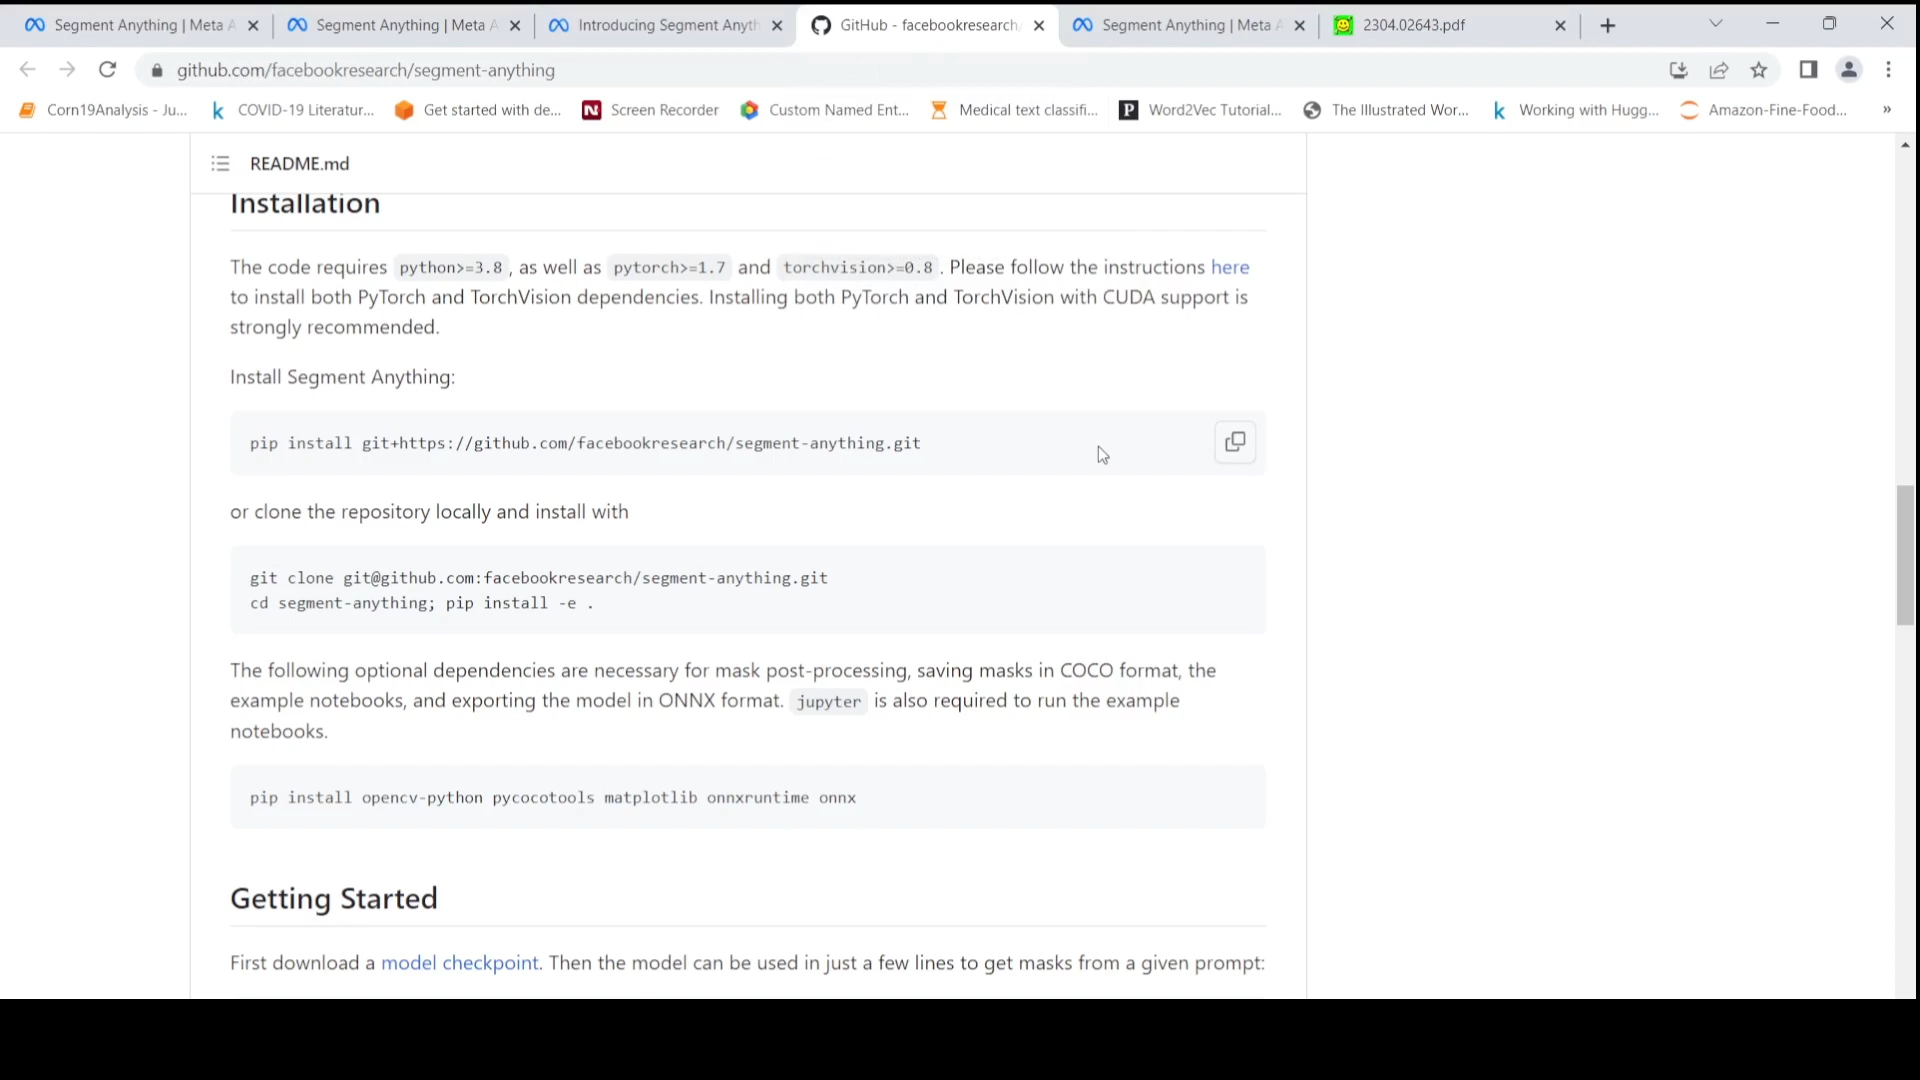 Segment Anything | Meta A
Segment Anything | Meta A
Introducing Segment Anyth
GitHub - facebookresearch/
Segment Anything | Meta A
2304.02643.pdf
github.com/facebookresearch/segment-anything
Corn19Analysis - Ju...
COVID-19 Literatur...
Get started with de...
Screen Recorder
Custom Named Ent...
Medical text classifi...
Word2Vec Tutorial...
The Illustrated Wor...
Working with Hugg...
Amazon-Fine-Food...
»
README.md
Installation
The code requires python>=3.8 , as well as pytorch>=1.7 and torchvision>=0.8 . Please follow the instructions here
to install both PyTorch and TorchVision dependencies. Installing both PyTorch and TorchVision with CUDA support is
strongly recommended.
Install Segment Anything:
pip install git+https://github.com/facebookresearch/segment-anything.git
or clone the repository locally and install with
git clone git@github.com:facebookresearch/segment-anything.git
cd segment-anything; pip install -e .
The following optional dependencies are necessary for mask post-processing, saving masks in COCO format, the
example notebooks, and exporting the model in ONNX format. jupyter is also required to run the example
notebooks.
pip install opencv-python pycocotools matplotlib onnxruntime onnx
Getting Started
First download a model checkpoint. Then the model can be used in just a few lines to get masks from a given prompt: